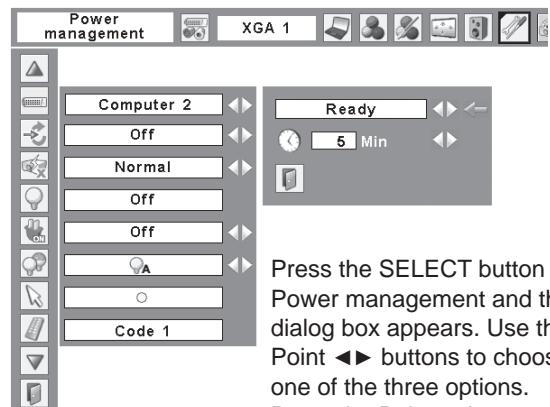 Power
management
XGA 1
Computer 2
Off
Normal
Off
Off
A
Code 1
ON
Ready
5 Min
Press the SELECT button
Power management and th
dialog box appears. Use th
Point ◄► buttons to choos
one of the three options.